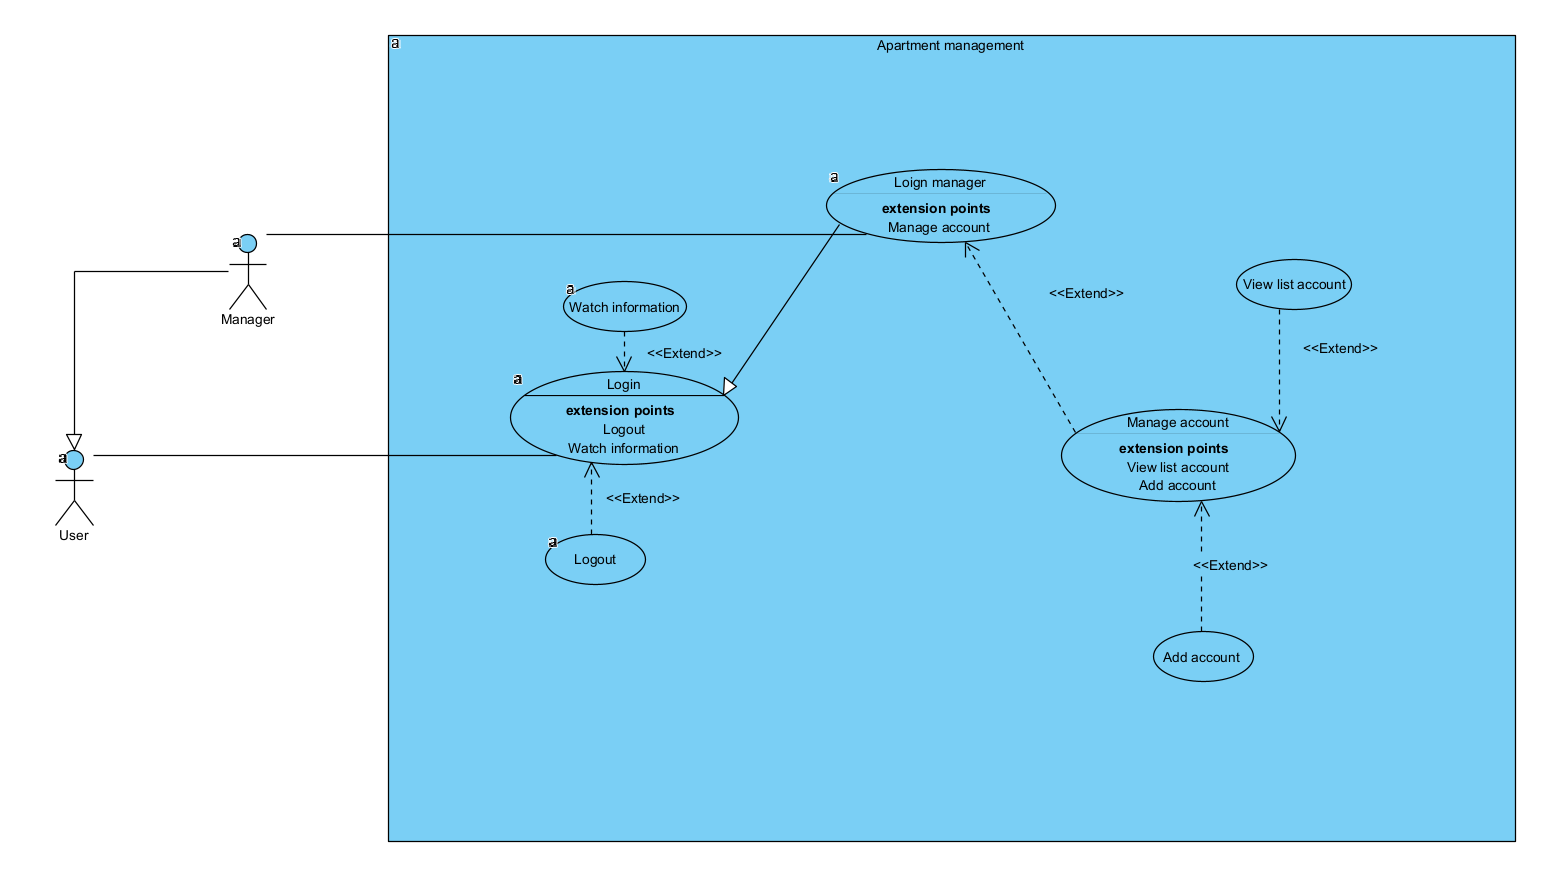 a
Apartment management
a
Loign manager
extension points
Manage account
a
Manager
a
Watch information
<<Extend>>
<<Extend>>
View list account
<<Extend>>
a
Login
extension points
Logout
Watch information
Manage account
extension points
View list account
Add account
a
User
<<Extend>>
a
Logout
<<Extend>>
Add account